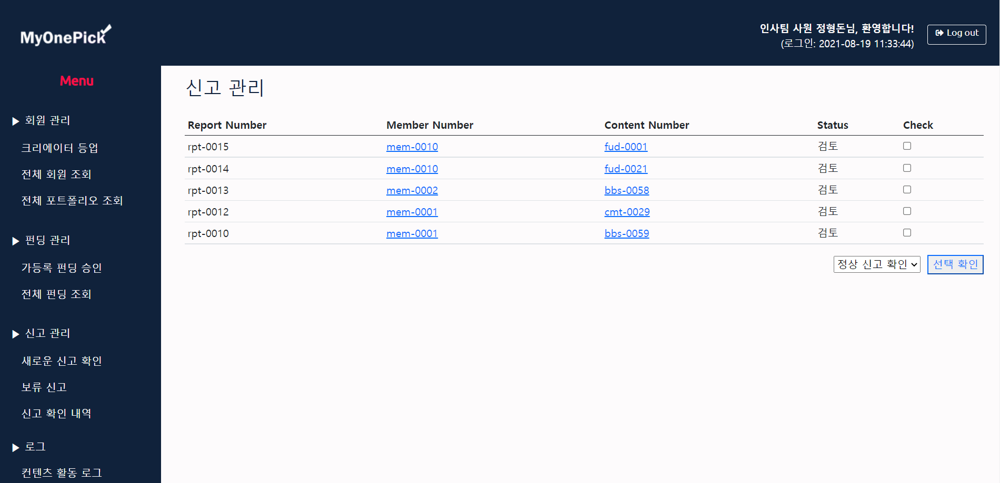 MyOnePick
인사팀 사원 정형돈님, 환영합니다!
(로그인: 2021-08-19 11:33:44)
Log out
Menu
▶ 회원 관리
크리에이터 등업
전체 회원 조회
전체 포트폴리오 조회
▶ 펀딩 관리
가등록 펀딩 승인
전체 펀딩 조회
▶ 신고 관리
새로운 신고 확인
보류 신고
신고 확인 내역
▶ 로그
컨텐츠 활동 로그
신고 관리
Report Number Member Number Content Number Status Check
rpt-0015 mem-0010 fud-0001 검토
rpt-0014 mem-0010 fud-0021 검토
rpt-0013 mem-0002 bbs-0058 검토
rpt-0012 mem-0001 cmt-0029 검토
rpt-0010 mem-0001 bbs-0059 검토
정상 신고 확인 선택 확인